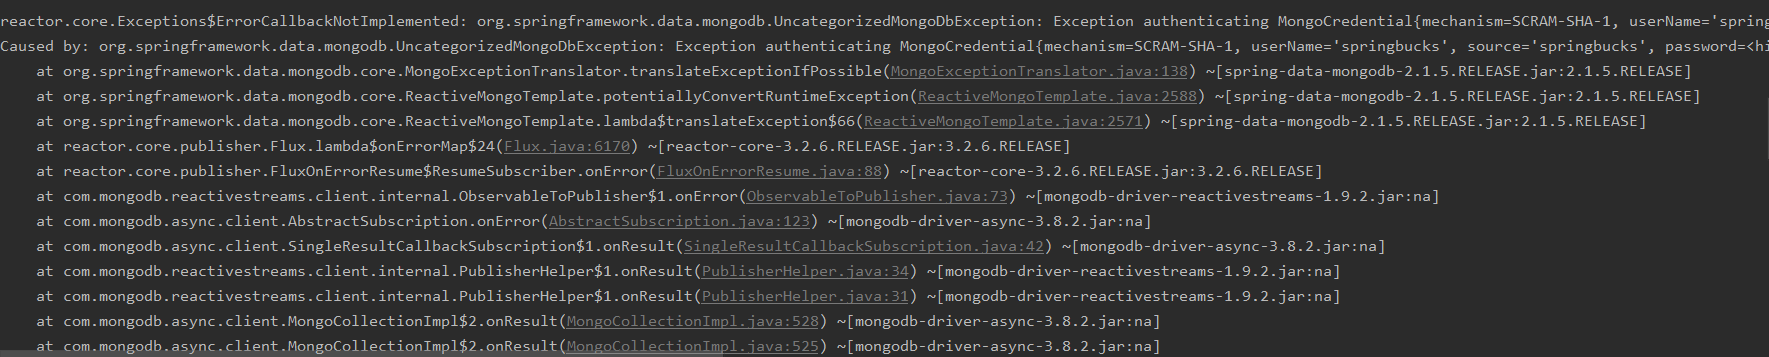 reactor.core.Exceptions$ErrorCallbackNotImplemented: org.springframework.data.mongodb.UncategorizedMongoDbException: Exception authenticating MongoCredential{mechanism=SCRAM-SHA-1, userName='spring
Caused by: org.springframework.data.mongodb.UncategorizedMongoDbException: Exception authenticating MongoCredential{mechanism=SCRAM-SHA-1, userName='springbucks', source='springbucks', password=<hi
at org.springframework.data.mongodb.core.MongoExceptionTranslator.translateExceptionIfPossible(MongoExceptionTranslator.java:138) ~[spring-data-mongodb-2.1.5.RELEASE.jar:2.1.5.RELEASE]
at org.springframework.data.mongodb.core.ReactiveMongoTemplate.potentiallyConvertRuntimeException(ReactiveMongoTemplate.java:2588) ~[spring-data-mongodb-2.1.5.RELEASE.jar:2.1.5.RELEASE]
at org.springframework.data.mongodb.core.ReactiveMongoTemplate.lambda$translateException$66(ReactiveMongoTemplate.java:2571) ~[spring-data-mongodb-2.1.5.RELEASE.jar:2.1.5.RELEASE]
at reactor.core.publisher.Flux.lambda$onErrorMap$24(Flux.java:6170) ~[reactor-core-3.2.6.RELEASE.jar:3.2.6.RELEASE]
at reactor.core.publisher.FluxOnErrorResume$ResumeSubscriber.onError(FluxOnErrorResume.java:88) ~[reactor-core-3.2.6.RELEASE.jar:3.2.6.RELEASE]
at com.mongodb.reactivestreams.client.internal.ObservableToPublisher$1.onError(ObservableToPublisher.java:73) ~[mongodb-driver-reactivestreams-1.9.2.jar:na]
at com.mongodb.async.client.AbstractSubscription.onError(AbstractSubscription.java:123) ~[mongodb-driver-async-3.8.2.jar:na]
at com.mongodb.async.client.SingleResultCallbackSubscription$1.onResult(SingleResultCallbackSubscription.java:42) ~[mongodb-driver-async-3.8.2.jar:na]
at com.mongodb.reactivestreams.client.internal.PublisherHelper$1.onResult(PublisherHelper.java:34) ~[mongodb-driver-reactivestreams-1.9.2.jar:na]
at com.mongodb.reactivestreams.client.internal.PublisherHelper$1.onResult(PublisherHelper.java:31) ~[mongodb-driver-reactivestreams-1.9.2.jar:na]
at com.mongodb.async.client.MongoCollectionImpl$2.onResult(MongoCollectionImpl.java:528) ~[mongodb-driver-async-3.8.2.jar:na]
at com.mongodb.async.client.MongoCollectionImpl$2.onResult(MongoCollectionImpl.java:525) ~[mongodb-driver-async-3.8.2.jar:na]